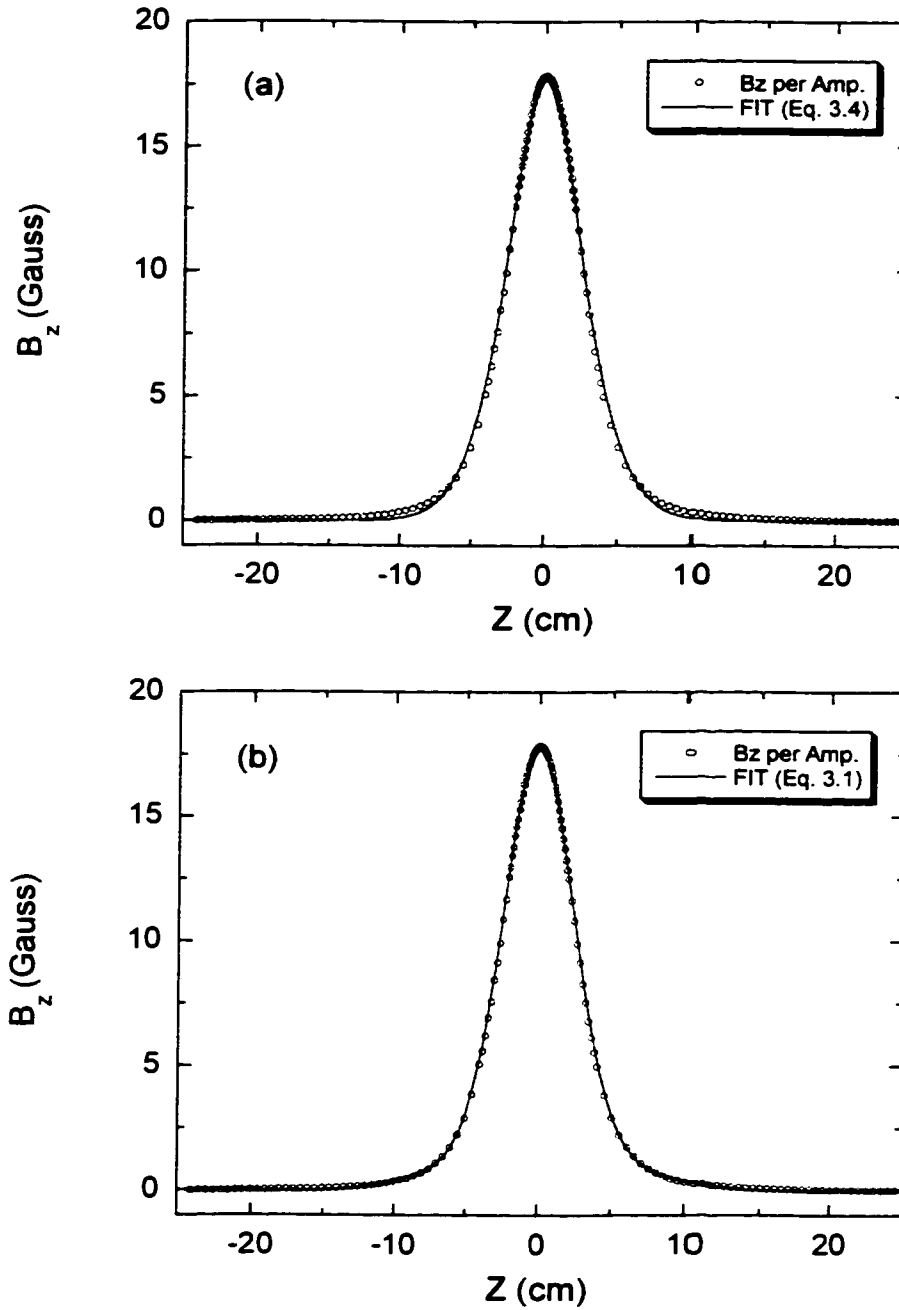 20
(a)
Bz per Amp.
FIT (Eq. 3.4)
15
10
5
0
B_z (Gauss)
-20 -10 0 10 20
Z (cm)
20
(b)
Bz per Amp.
FIT (Eq. 3.1)
15
10
5
0
B_z (Gauss)
-20 -10 0 10 20
Z (cm)